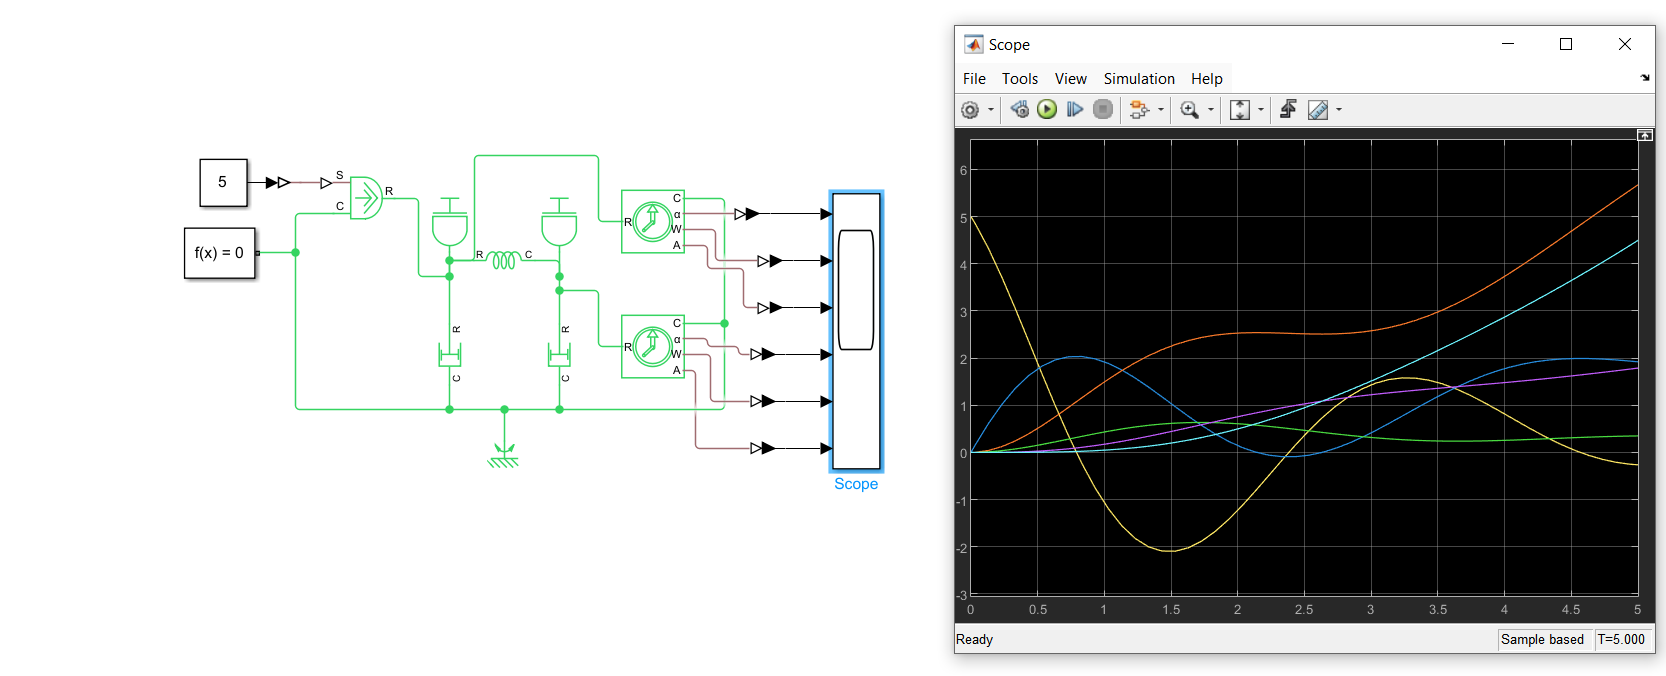 5
S
C
R
f(x) = 0
R
C
R
C
R
C
R
C
α
W
A
R
C
α
W
A
Scope
Scope
File Tools View Simulation Help
6
5
4
3
2
1
0
-1
-2
-3
0 0.5 1 1.5 2 2.5 3 3.5 4 4.5 5
Ready
Sample based T=5.000